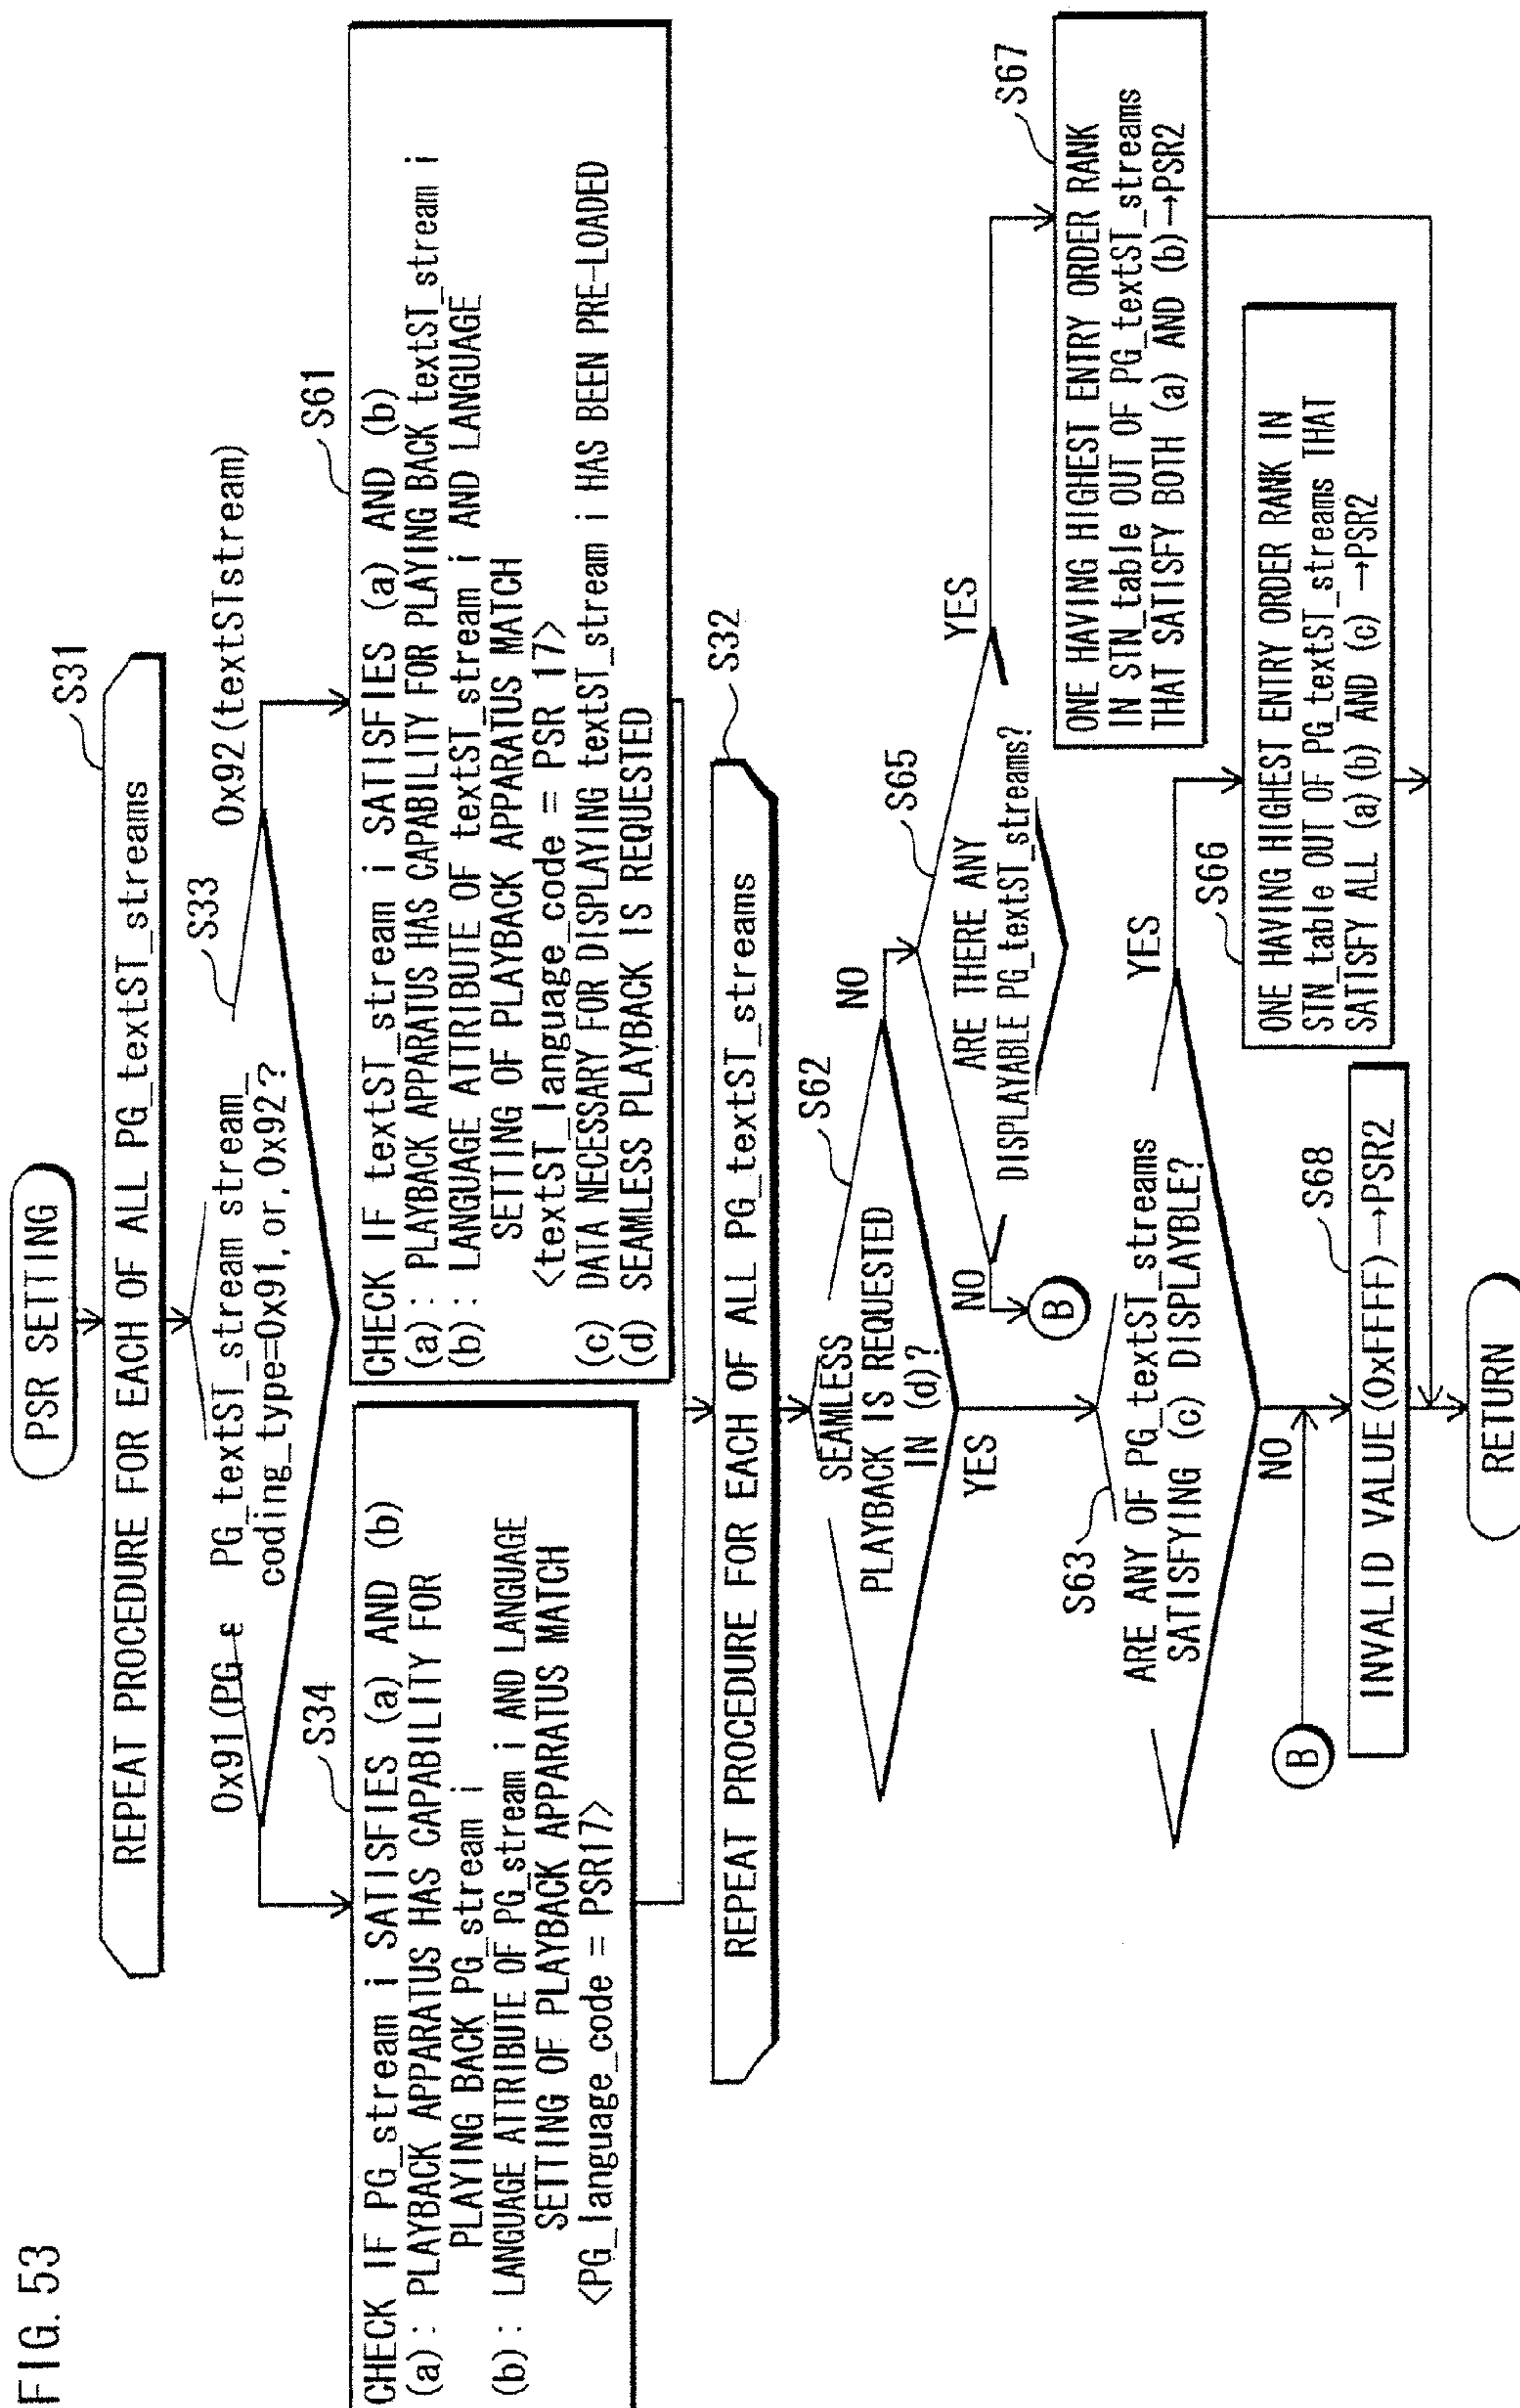 FIG. 53
PSR SETTING
S31
REPEAT PROCEDURE FOR EACH OF ALL PG_textST_streams
S33
0x91(PG ε
PG_textST_stream stream_
coding_type=0x91, or, 0x92?
0x92(textSTstream)
S34
CHECK IF PG_stream i SATISFIES (a) AND (b)
(a): PLAYBACK APPARATUS HAS CAPABILITY FOR
PLAYING BACK PG_stream i
(b): LANGUAGE ATTRIBUTE OF PG_stream i AND LANGUAGE
SETTING OF PLAYBACK APPARATUS MATCH
<PG_language_code = PSR17>
S61
CHECK IF textST_stream i SATISFIES (a) AND (b)
(a): PLAYBACK APPARATUS HAS CAPABILITY FOR PLAYING BACK textST_stream i
(b): LANGUAGE ATTRIBUTE OF textST_stream i AND LANGUAGE
SETTING OF PLAYBACK APPARATUS MATCH
<textST_language_code = PSR 17>
(c) DATA NECESSARY FOR DISPLAYING textST_stream i HAS BEEN PRE-LOADED
(d) SEAMLESS PLAYBACK IS REQUESTED
S32
REPEAT PROCEDURE FOR EACH OF ALL PG_textST_streams
S62
SEAMLESS
PLAYBACK IS REQUESTED
IN (d)?
NO
YES
S65
ARE THERE ANY
DISPLAYABLE PG_textST_streams?
NO
YES
B
S67
ONE HAVING HIGHEST ENTRY ORDER RANK
IN STN_table OUT OF PG_textST_streams
THAT SATISFY BOTH (a) AND (b)→PSR2
S63
ARE ANY OF PG_textST_streams
SATISFYING (c) DISPLAYBLE?
YES
NO
S66
ONE HAVING HIGHEST ENTRY ORDER RANK IN
STN_table OUT OF PG_textST_streams THAT
SATISFY ALL (a)(b) AND (c) →PSR2
B
S68
INVALID VALUE(0xFFFF)→PSR2
RETURN